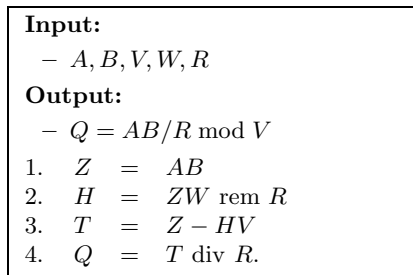 Input:
– A, B, V, W, R
Output:
– Q = AB/R mod V
1. Z = AB
2. H = ZW rem R
3. T = Z − HV
4. Q = T div R.